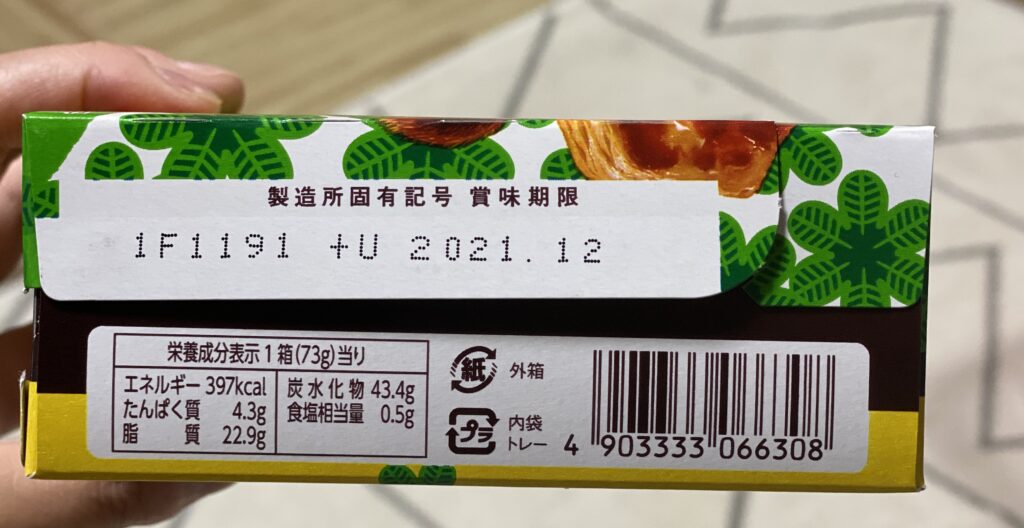 製造所固有記号 賞味期限
1F1191 +U 2021.12
栄養成分表示 1箱(73g)当り
エネルギー 397kcal
たんぱく質 4.3g
脂質 22.9g
炭水化物 43.4g
食塩相当量 0.5g
紙 外箱
プラ 内袋
トレー
4 903333 066308